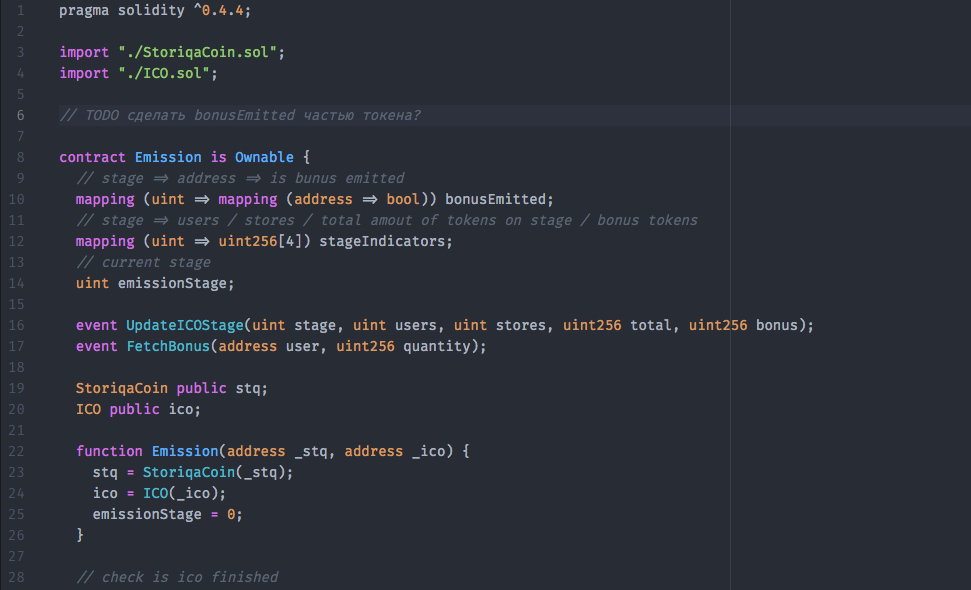 1 pragma solidity ^0.4.4;
2
3 import "./StoriqaCoin.sol";
4 import "./ICO.sol";
5
6 // TODO сделать bonusEmitted частью токена?
7
8 contract Emission is Ownable {
9 // stage => address => is bunus emitted
10 mapping (uint => mapping (address => bool)) bonusEmitted;
11 // stage => users / stores / total amout of tokens on stage / bonus tokens
12 mapping (uint => uint256[4]) stageIndicators;
13 // current stage
14 uint emissionStage;
15
16 event UpdateICOStage(uint stage, uint users, uint stores, uint256 total, uint256 bonus);
17 event FetchBonus(address user, uint256 quantity);
18
19 StoriqaCoin public stq;
20 ICO public ico;
21
22 function Emission(address _stq, address _ico) {
23 stq = StoriqaCoin(_stq);
24 ico = ICO(_ico);
25 emissionStage = 0;
26 }
27
28 // check is ico finished